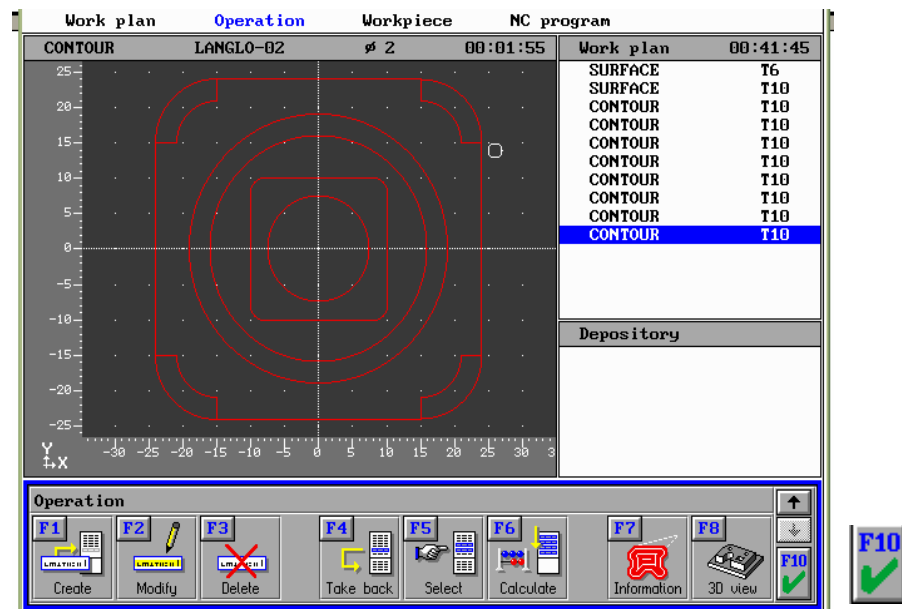 Work plan Operation Workpiece NC program
CONTOUR LANGLO-02 ø 2 00:01:55
Work plan 00:41:45
SURFACE T6
SURFACE T10
CONTOUR T10
CONTOUR T10
CONTOUR T10
CONTOUR T10
CONTOUR T10
CONTOUR T10
CONTOUR T10
CONTOUR T10
25
20
15
10
5
0
-5
-10
-15
-20
-25
Y
X
-30 -25 -20 -15 -10 -5 0 5 10 15 20 25 30 3
Depository
Operation
F1 F2 F3 F4 F5 F6 F7 F8
F10
F10
Create Modify Delete Take back Select Calculate Information 3D view